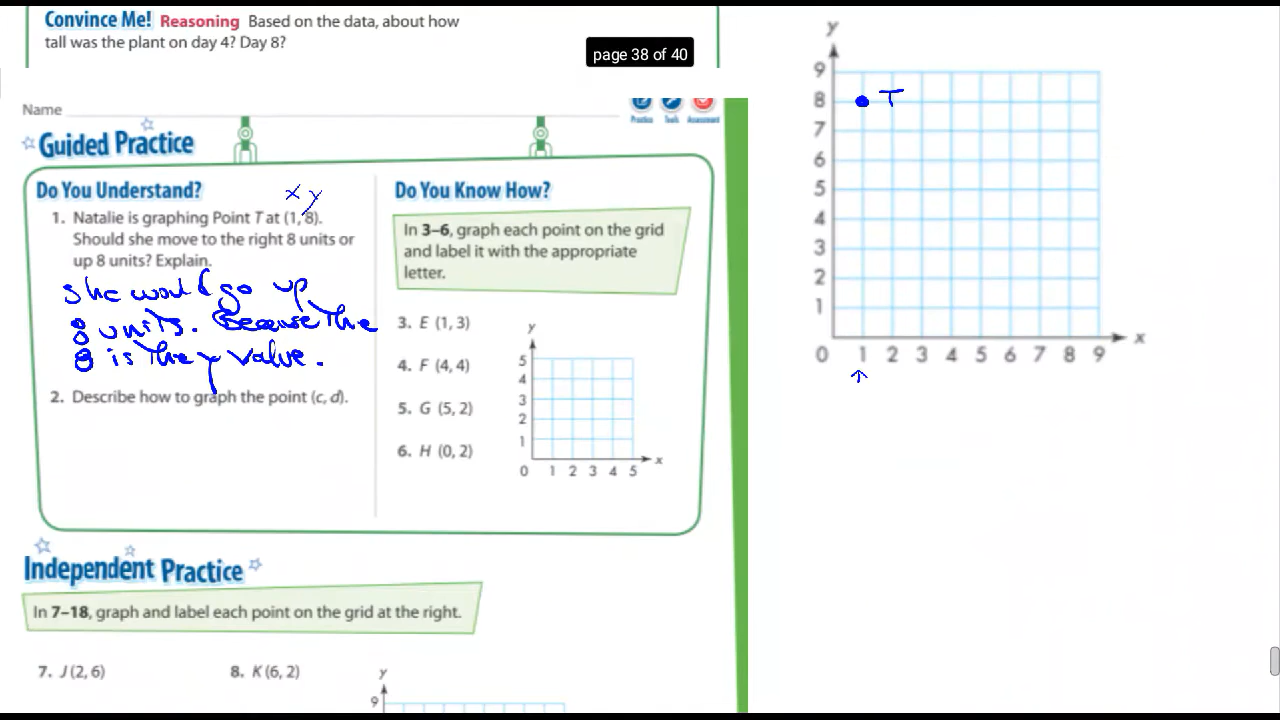 Convince Me! Reasoning Based on the data, about how
tall was the plant on day 4? Day 8?
page 38 of 40
Name
Practice Tools Assessment
Guided Practice
Do You Understand?
x y
1. Natalie is graphing Point T at (1, 8).
Should she move to the right 8 units or
up 8 units? Explain.
she would go up
8 units. Because the
8 is the y value.
2. Describe how to graph the point (c, d).
Do You Know How?
In 3–6, graph each point on the grid
and label it with the appropriate
letter.
3. E (1, 3)
4. F (4, 4)
5. G (5, 2)
6. H (0, 2)
y
5
4
3
2
1
0 1 2 3 4 5 x
Independent Practice
In 7–18, graph and label each point on the grid at the right.
7. J (2, 6)
8. K (6, 2)
y
9
y
9
8 T
7
6
5
4
3
2
1
x
0 1 2 3 4 5 6 7 8 9